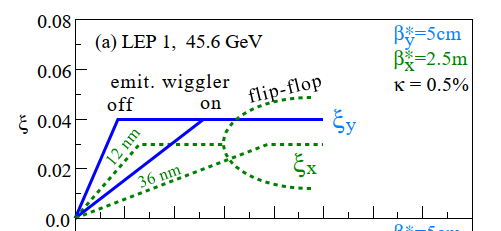 0.08
(a) LEP 1, 45.6 GeV
β*y=5cm
β*x=2.5m
κ = 0.5%
0.06
emit. wiggler
off
on
flip-flop
ξ
0.04
ξy
12 nm
36 nm
ξx
0.02
0.0
β*=5cm